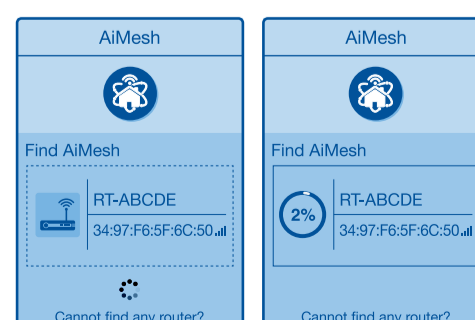 AiMesh
Find AiMesh
RT-ABCDE
34:97:F6:5F:6C:50
Cannot find any router?
AiMesh
Find AiMesh
2%
RT-ABCDE
34:97:F6:5F:6C:50
Cannot find any router?